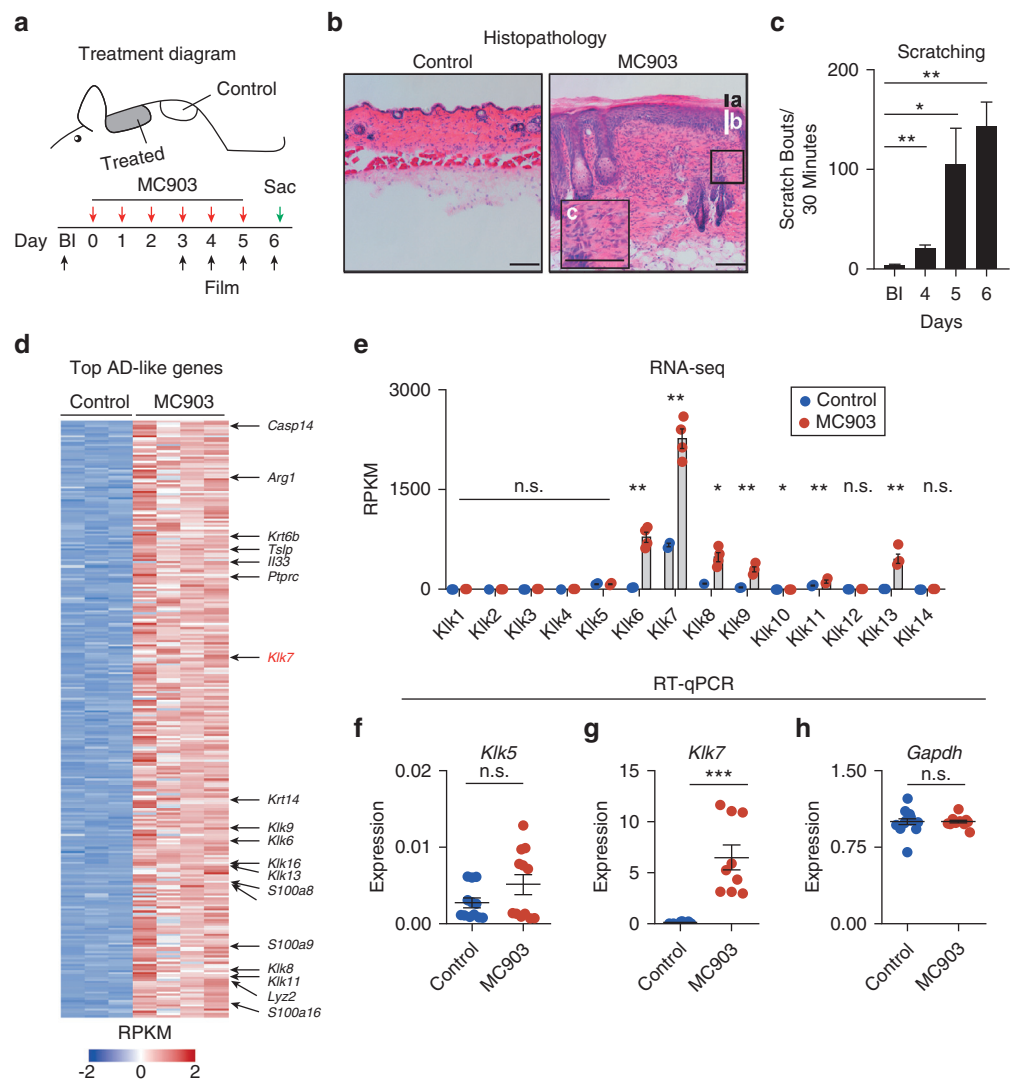 a
Treatment diagram
Control
Treated
MC903
Sac
Day BI 0 1 2 3 4 5 6
Film
b
Histopathology
Control MC903
a
b
c
c
Scratching
Scratch Bouts/
30 Minutes
200
100
0
**
*
**
BI 4 5 6
Days
d
Top AD-like genes
Control MC903
Casp14
Arg1
Krt6b
Tslp
Il33
Ptprc
Klk7
Krt14
Klk9
Klk6
Klk16
Klk13
S100a8
S100a9
Klk8
Klk11
Lyz2
S100a16
RPKM
-2 0 2
e
RNA-seq
RPKM
3000
1500
0
Control
MC903
n.s. ** ** * ** * ** n.s. ** n.s.
Klk1 Klk2 Klk3 Klk4 Klk5 Klk6 Klk7 Klk8 Klk9 Klk10 Klk11 Klk12 Klk13 Klk14
RT-qPCR
f
Klk5
n.s.
Expression
0.02
0.01
0.00
Control MC903
g
Klk7
***
Expression
15
10
5
0
Control MC903
h
Gapdh
n.s.
Expression
1.50
0.75
0.00
Control MC903